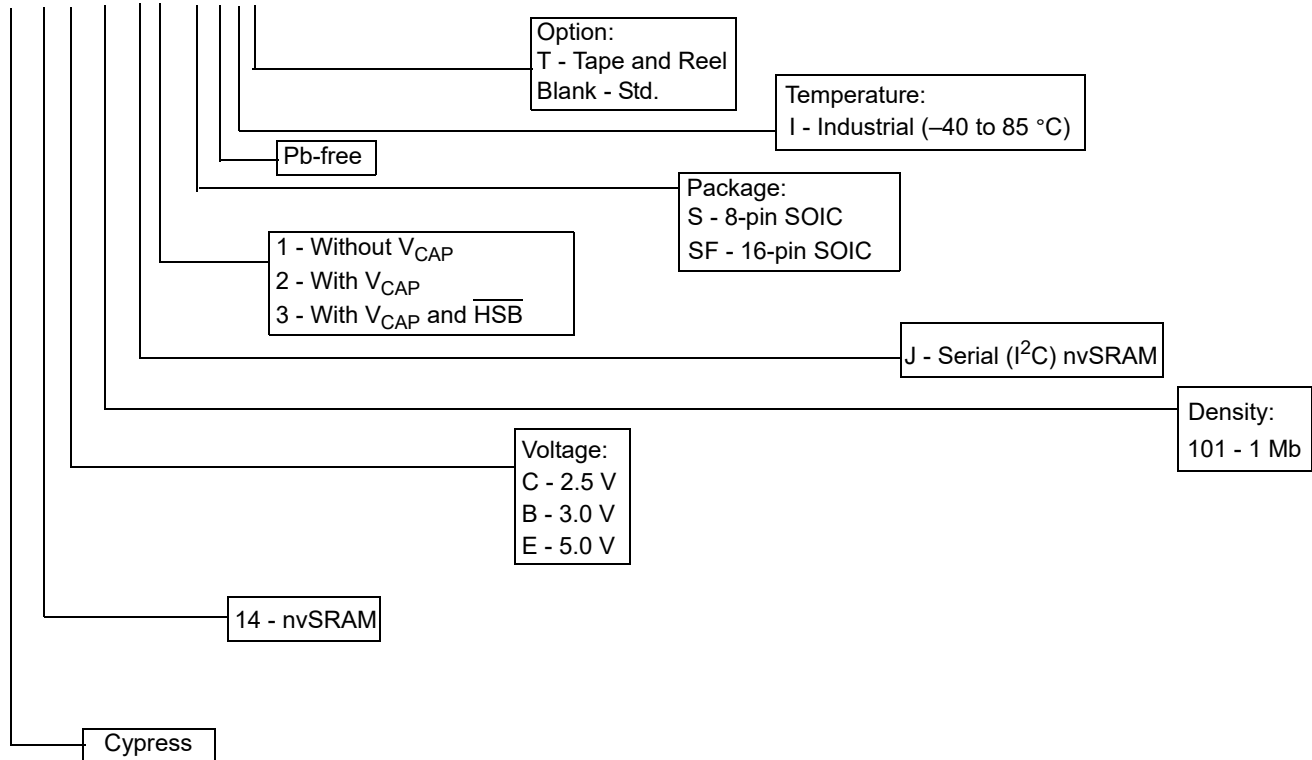 Option:
T - Tape and Reel
Blank - Std.
Temperature:
I - Industrial (–40 to 85 °C)
Pb-free
Package:
S - 8-pin SOIC
SF - 16-pin SOIC
1 - Without VCAP
2 - With VCAP
3 - With VCAP and H̅S̅B̅
J - Serial (I²C) nvSRAM
Density:
101 - 1 Mb
Voltage:
C - 2.5 V
B - 3.0 V
E - 5.0 V
14 - nvSRAM
Cypress